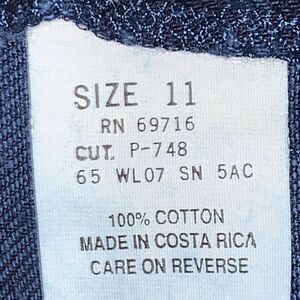 SIZE 11
RN 69716
CUT. P-748
65 WL07 SN 5AC
100% COTTON
MADE IN COSTA RICA
CARE ON REVERSE